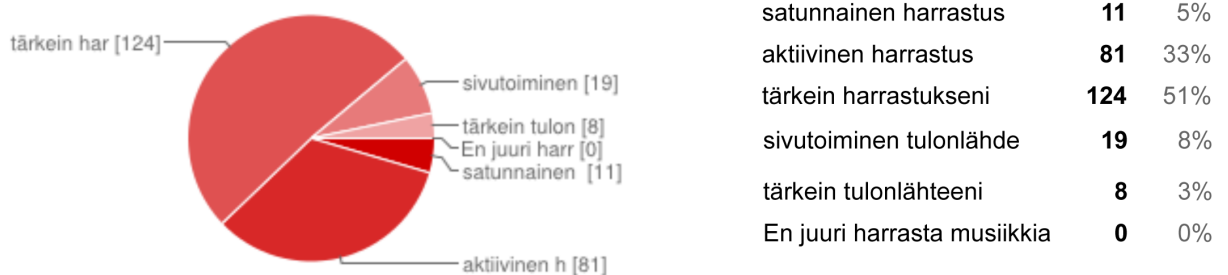 tärkein har [124]
sivutoiminen [19]
tärkein tulon [8]
En juuri harr [0]
satunnainen [11]
aktiivinen h [81]
satunnainen harrastus 11 5%
aktiivinen harrastus 81 33%
tärkein harrastukseni 124 51%
sivutoiminen tulonlähde 19 8%
tärkein tulonlähteeni 8 3%
En juuri harrasta musiikkia 0 0%